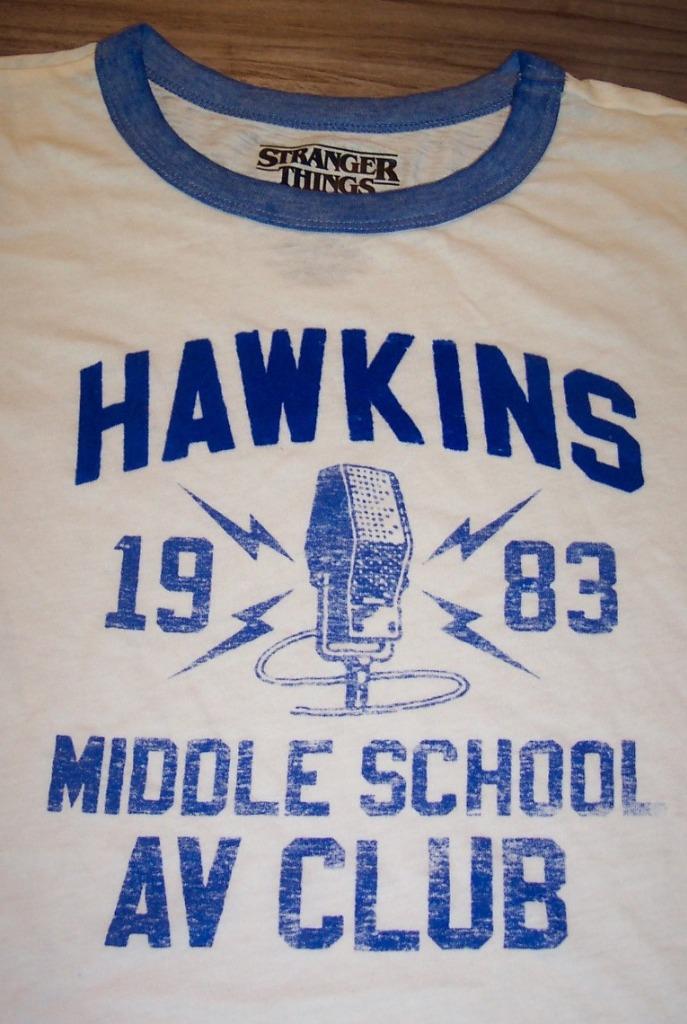 STRANGER
THINGS
HAWKINS
19 83
MIDDLE SCHOOL
AV CLUB